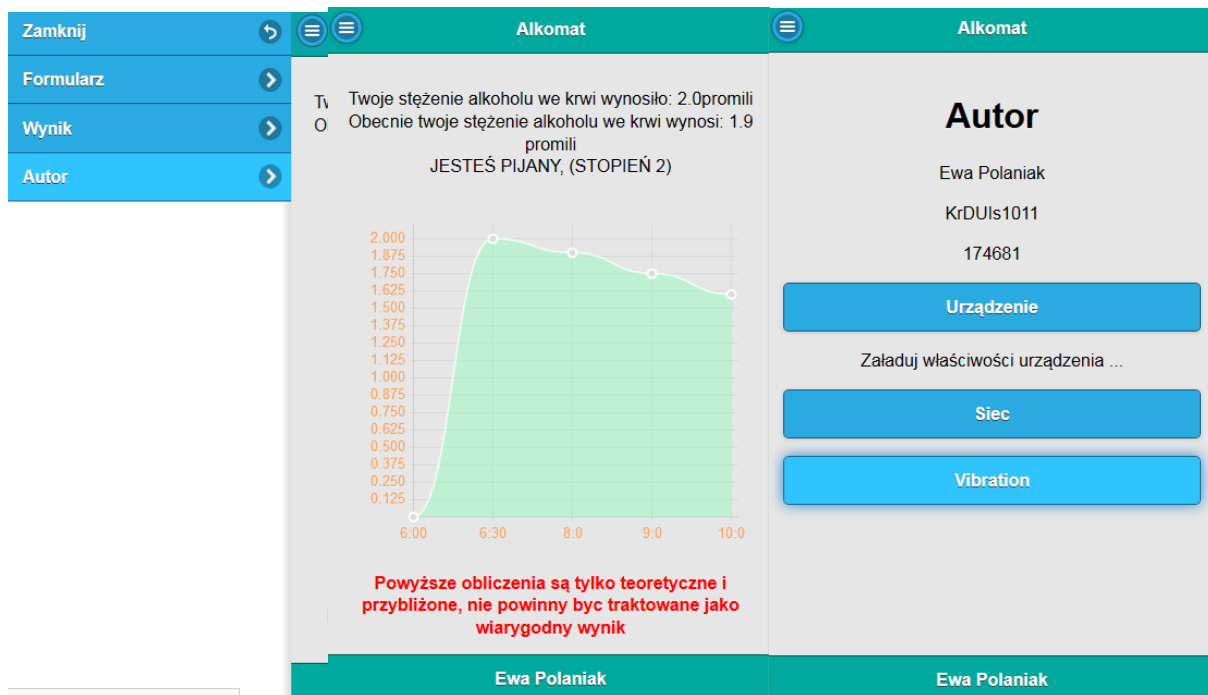 Zamknij
Formularz
Wynik
Autor
Alkomat
Twoje stężenie alkoholu we krwi wynosiło: 2.0promili
Obecnie twoje stężenie alkoholu we krwi wynosi: 1.9
promili
JESTEŚ PIJANY, (STOPIEŃ 2)
2.000
1.875
1.750
1.625
1.500
1.375
1.250
1.125
1.000
0.875
0.750
0.625
0.500
0.375
0.250
0.125
6:00 6:30 8:0 9:0 10:0
Powyższe obliczenia są tylko teoretyczne i
przybliżone, nie powinny byc traktowane jako
wiarygodny wynik
Ewa Polaniak
Alkomat
Autor
Ewa Polaniak
KrDUIs1011
174681
Urządzenie
Załaduj właściwości urządzenia ...
Siec
Vibration
Ewa Polaniak